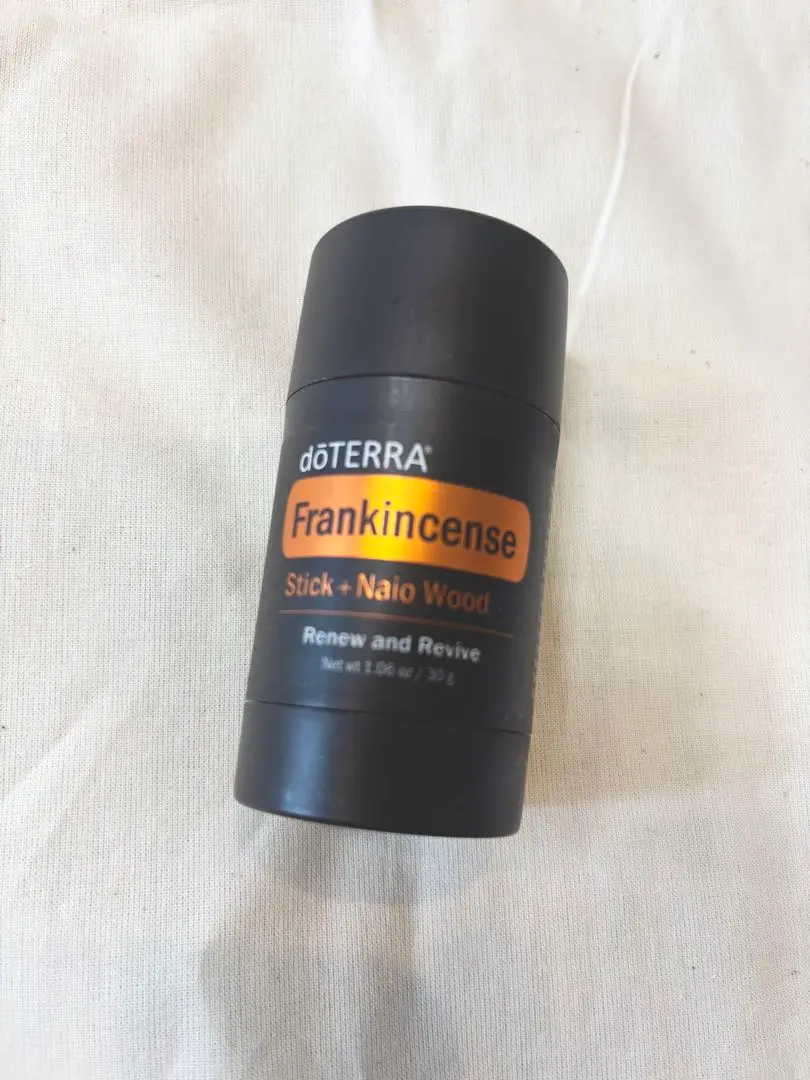 dōTERRA®
Frankincense
Stick + Naio Wood
Renew and Revive
Net wt 1.06 oz / 30 g